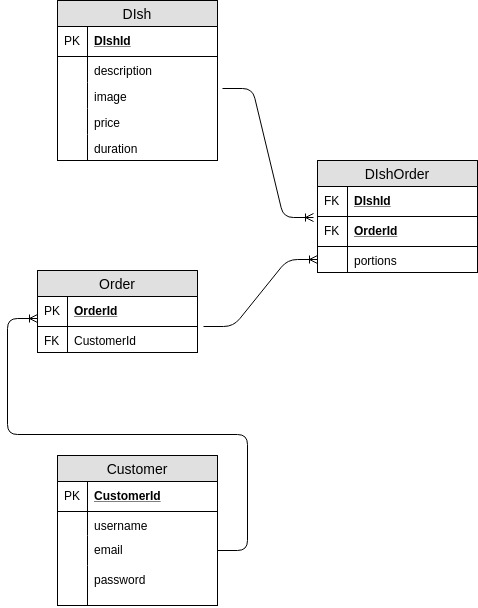 DIsh
PK DIshId
description
image
price
duration
DIshOrder
FK DIshId
FK OrderId
portions
Order
PK OrderId
FK CustomerId
Customer
PK CustomerId
username
email
password